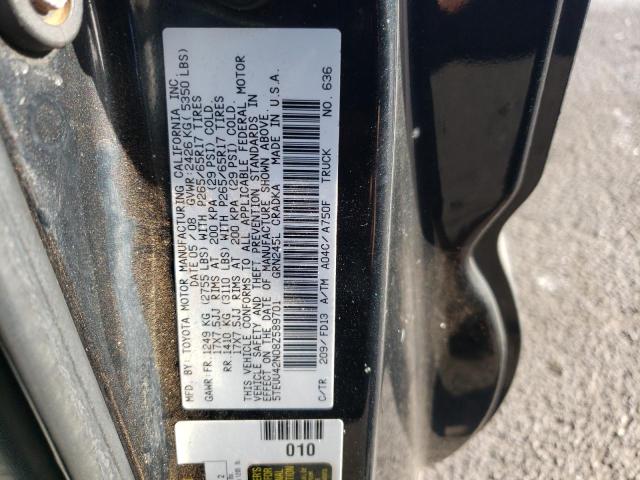 MFD. BY: TOYOTA MOTOR MANUFACTURING CALIFORNIA INC.
DATE: 05 / 08 GVWR: 2426 KG ( 5350 LBS)
GAWR: FR. 1249 KG (2755 LBS) WITH P265/65R17 TIRES
17X7.5JJ RIMS AT 200 KPA (29 PSI) COLD.
RR. 1410 KG (3110 LBS) WITH P265/65R17 TIRES
17X7.5JJ RIMS AT 200 KPA (29 PSI) COLD.
THIS VEHICLE CONFORMS TO ALL APPLICABLE FEDERAL MOTOR
VEHICLE SAFETY AND THEFT PREVENTION STANDARDS IN
EFFECT ON THE DATE OF MANUFACTURE SHOWN ABOVE.
5TEUU42N08Z589701 GRN245L CRADKA MADE IN U.S.A.
C/TR 209/FD13 A/TM A04C/A750F TRUCK NO. 636
010